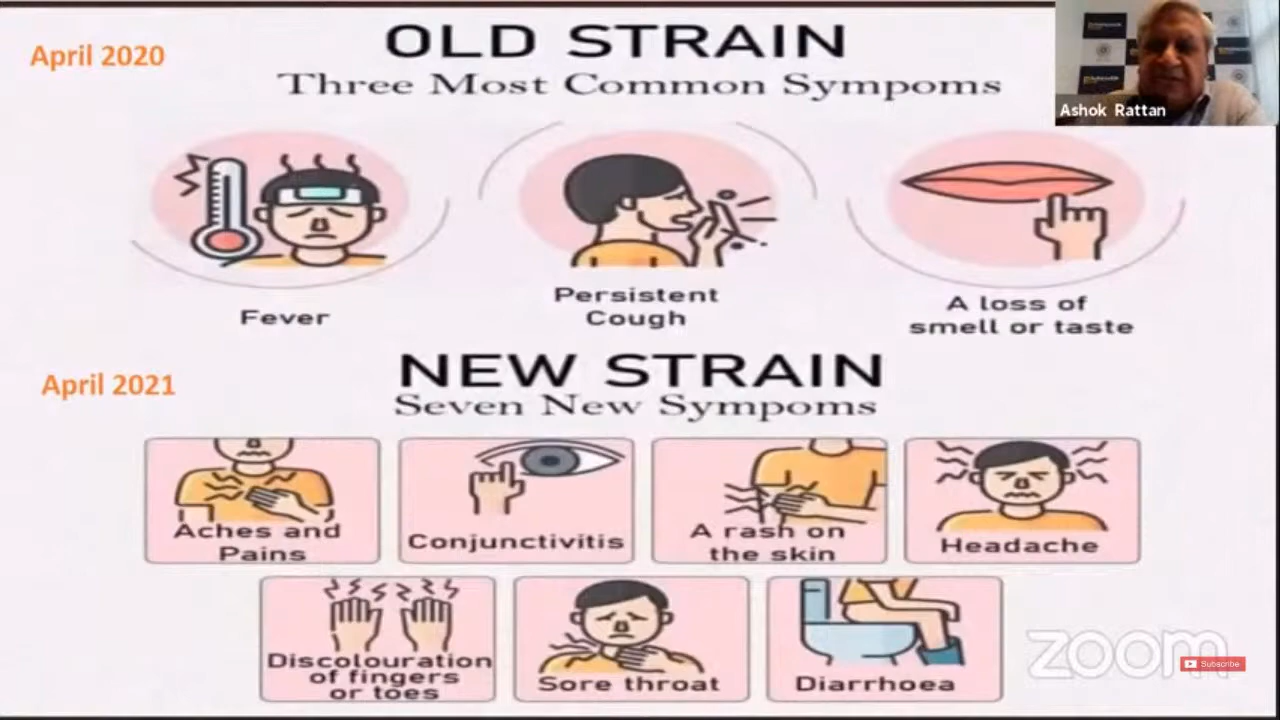 April 2020
OLD STRAIN
Three Most Common Sympoms
Ashok Rattan
Fever
Persistent
Cough
A loss of
smell or taste
April 2021
NEW STRAIN
Seven New Sympoms
Aches and
Pains
Conjunctivitis
A rash on
the skin
Headache
Discolouration
of fingers
or toes
Sore throat
Diarrhoea
zoom
Subscribe